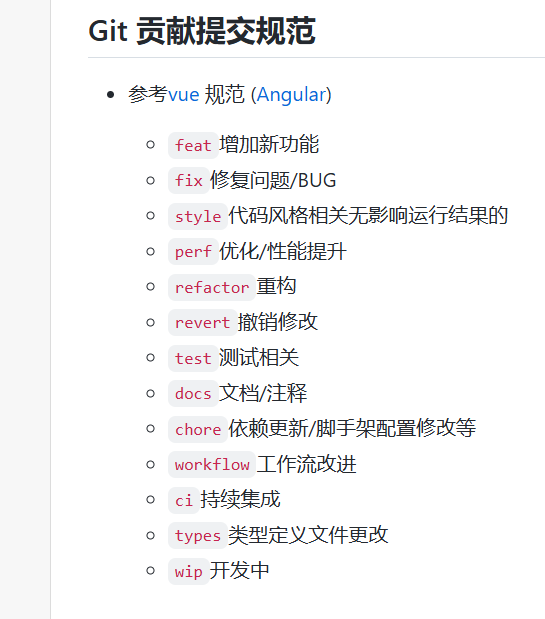 Git 贡献提交规范
参考vue 规范 (Angular)
feat 增加新功能
fix 修复问题/BUG
style 代码风格相关无影响运行结果的
perf 优化/性能提升
refactor 重构
revert 撤销修改
test 测试相关
docs 文档/注释
chore 依赖更新/脚手架配置修改等
workflow 工作流改进
ci 持续集成
types 类型定义文件更改
wip 开发中